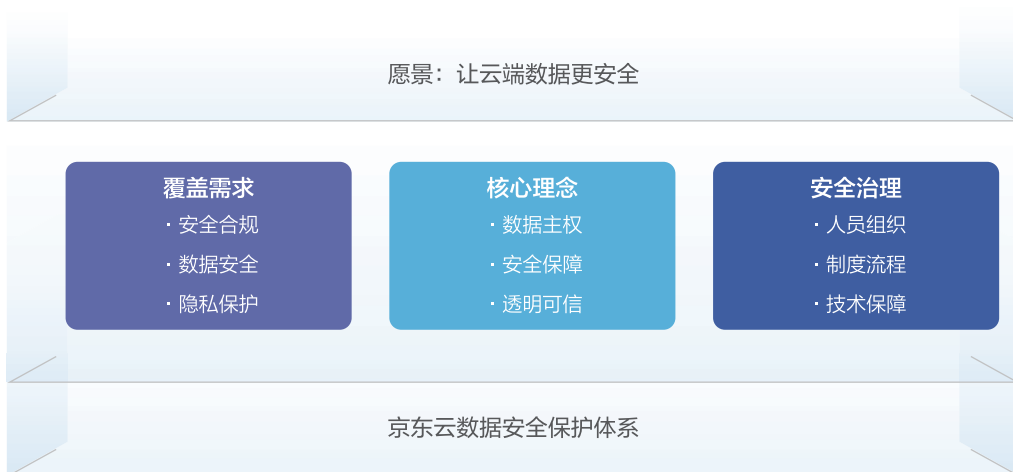 愿景：让云端数据更安全
覆盖需求
· 安全合规
· 数据安全
· 隐私保护
核心理念
· 数据主权
· 安全保障
· 透明可信
安全治理
· 人员组织
· 制度流程
· 技术保障
京东云数据安全保护体系